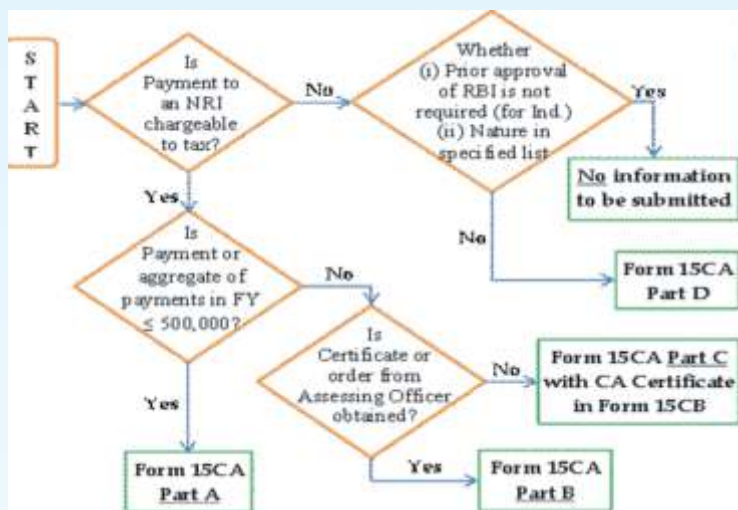 START
Is
Payment to
an NRI
chargeable
to tax?
No
Whether
(i) Prior approval
of RBI is not
required (for Ind.)
(ii) Nature in
specified list
Yes
No information
to be submitted
No
Form 15CA
Part D
Yes
Is
Payment or
aggregate of
payments in FY
≤ 500,000?
No
Is
Certificate or
order from
Assessing Officer
obtained?
No
Form 15CA Part C
with CA Certificate
in Form 15CB
Yes
Form 15CA
Part A
Yes
Form 15CA
Part B